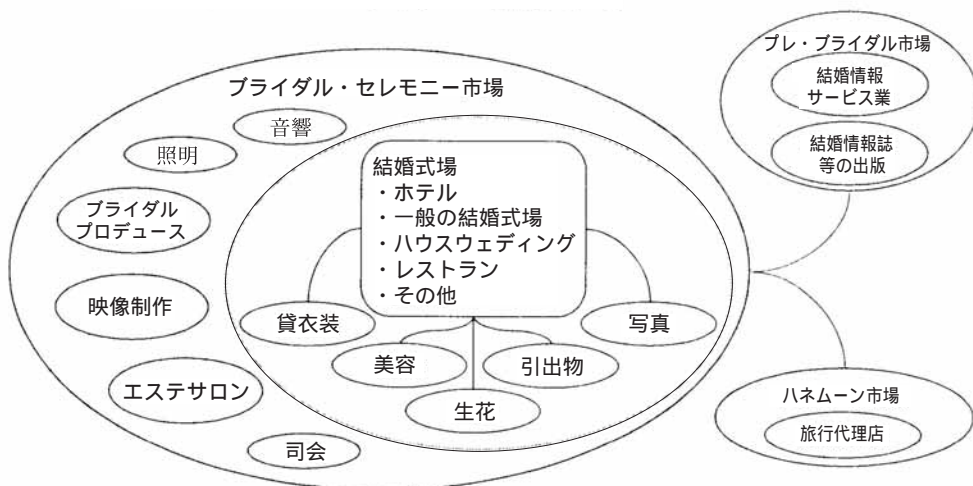 ブライダル・セレモニー市場
音響
照明
ブライダル
プロデュース
映像制作
エステサロン
司会
結婚式場
・ホテル
・一般の結婚式場
・ハウスウェディング
・レストラン
・その他
貸衣装
美容
生花
引出物
写真
プレ・ブライダル市場
結婚情報
サービス業
結婚情報誌
等の出版
ハネムーン市場
旅行代理店